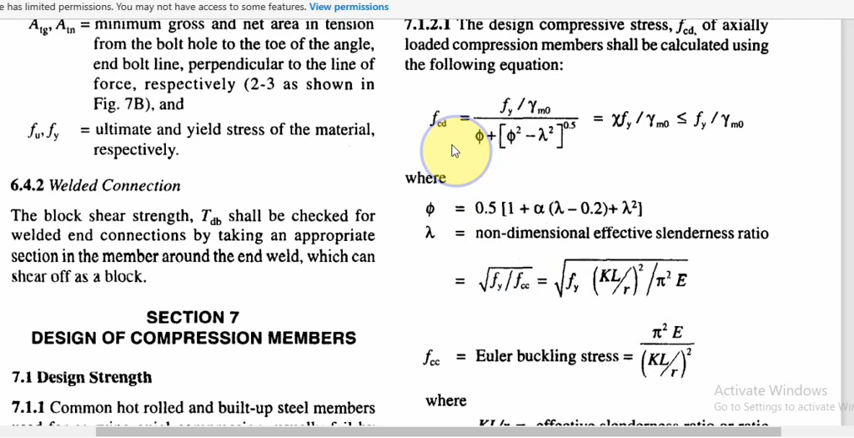 e has limited permissions. You may not have access to some features. View permissions
A_tg, A_tn = minimum gross and net area in tension
from the bolt hole to the toe of the angle,
end bolt line, perpendicular to the line of
force, respectively (2-3 as shown in
Fig. 7B), and
f_u, f_y = ultimate and yield stress of the material,
respectively.
6.4.2 Welded Connection
The block shear strength, T_db shall be checked for
welded end connections by taking an appropriate
section in the member around the end weld, which can
shear off as a block.
SECTION 7
DESIGN OF COMPRESSION MEMBERS
7.1 Design Strength
7.1.1 Common hot rolled and built-up steel members
7.1.2.1 The design compressive stress, f_cd, of axially
loaded compression members shall be calculated using
the following equation:
f_cd = (f_y / γ_m0) / (ϕ + [ϕ² − λ²]^0.5) = χf_y / γ_m0 ≤ f_y / γ_m0
where
ϕ = 0.5 [1 + α (λ – 0.2)+ λ²]
λ = non-dimensional effective slenderness ratio
= √(f_y / f_cc) = √(f_y (KL/r)² / π² E)
f_cc = Euler buckling stress = π² E / (KL/r)²
where
Activate Windows
Go to Settings to activate Wi